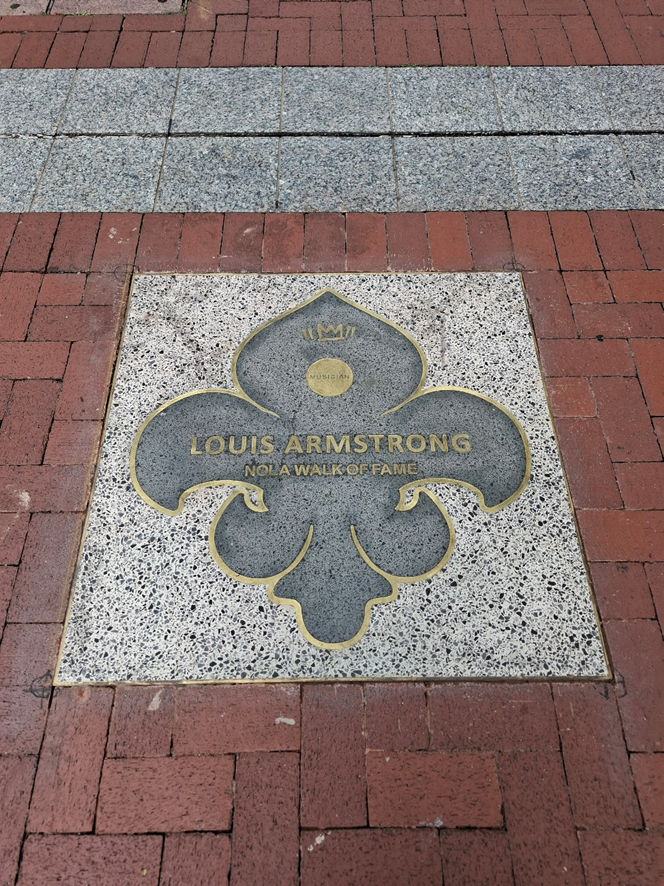 MUSICIAN
LOUIS ARMSTRONG
NOLA WALK OF FAME